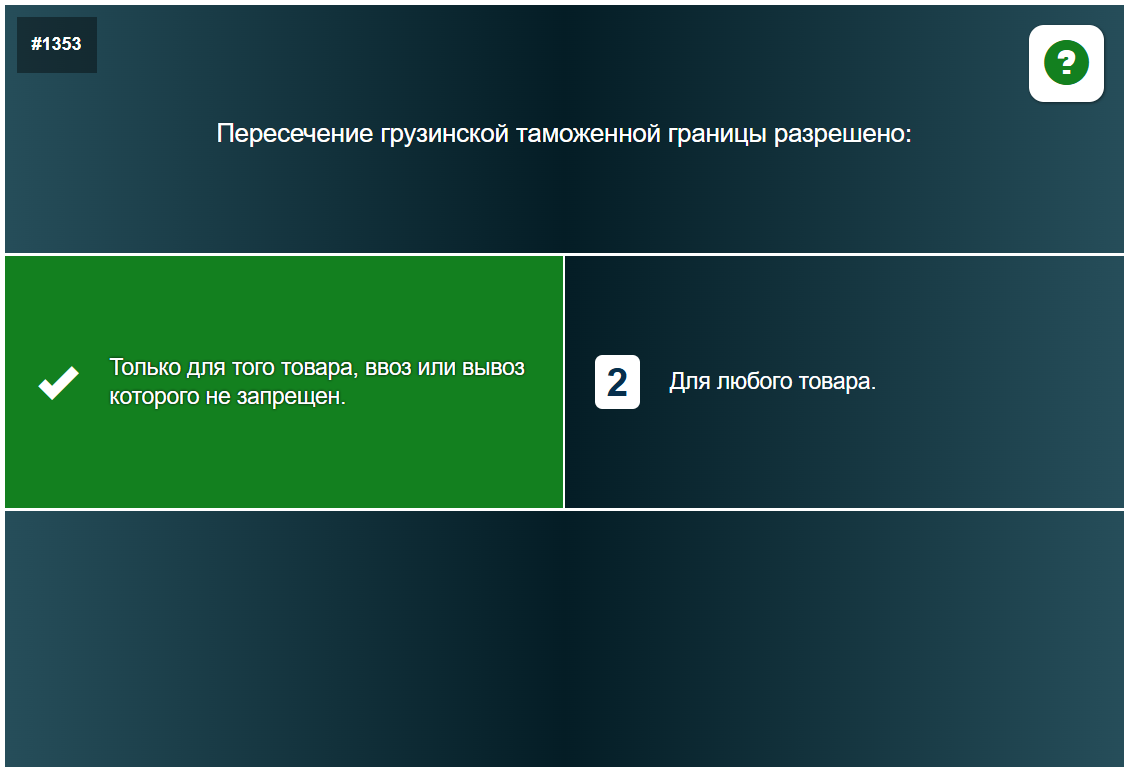 #1353
?
Пересечение грузинской таможенной границы разрешено:
Только для того товара, ввоз или вывоз
которого не запрещен.
2
Для любого товара.